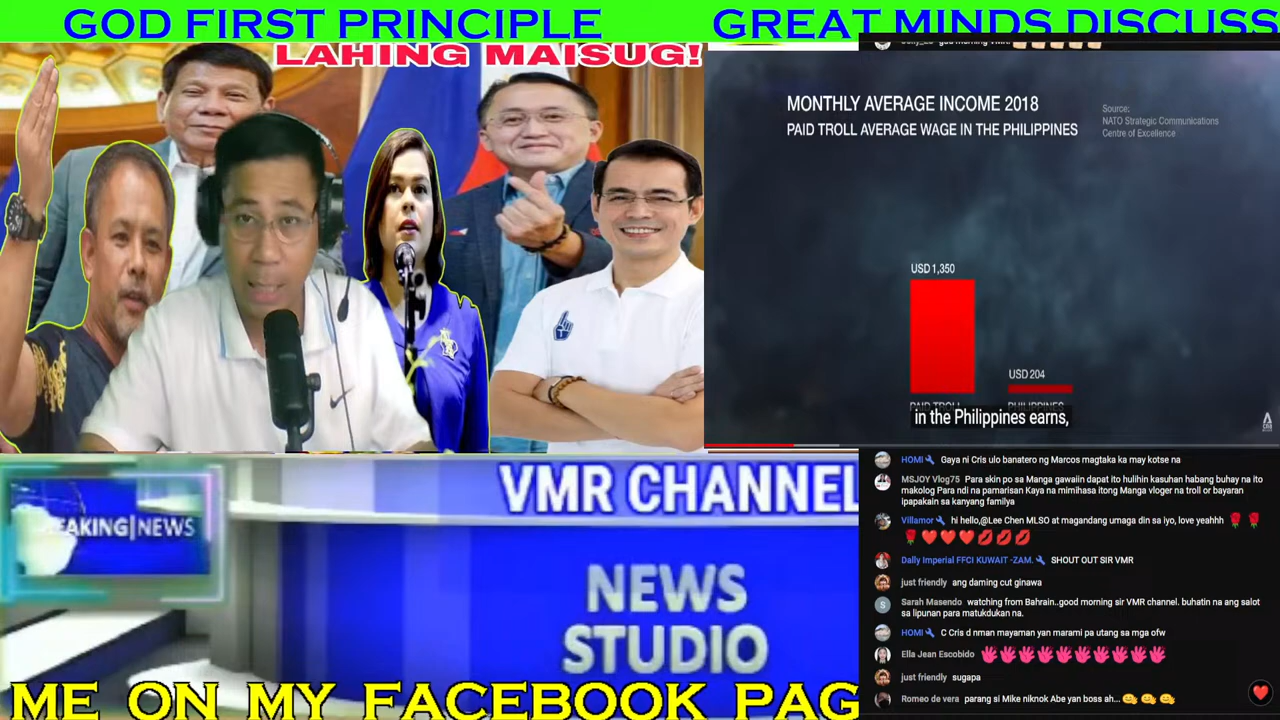 GOD FIRST PRINCIPLE
GREAT MINDS DISCUSS
LAHING MAISUG!
MONTHLY AVERAGE INCOME 2018
PAID TROLL AVERAGE WAGE IN THE PHILIPPINES
Source:
NATO Strategic Communications
Centre of Excellence
USD 1,350
USD 204
PAID TROLL
PHILIPPINES
in the Philippines earns,
VMR CHANNEL
EAKING|NEWS
NEWS
STUDIO
ME ON MY FACEBOOK PAG
HOMI Gaya ni Cris ulo banatero ng Marcos magtaka ka may kotse na
MSJOY Vlog75 Para skin po sa Manga gawaiin dapat ito hulihin kasuhan habang buhay na ito
makolog Para ndi na pamarisan Kaya na mimihasa itong Manga vloger na troll or bayaran
Ipapakain sa kanyang familya
Villamor hi hello,@Lee Chen MLSO at magandang umaga din sa iyo, love yeahhh 🌹 🌹
🌹 ❤️ ❤️ ❤️ 💋 💋 💋
Dally Imperial FFCI KUWAIT -ZAM. SHOUT OUT SIR VMR
just friendly ang daming cut ginawa
S Sarah Masendo watching from Bahrain..good morning sir VMR channel. buhatin na ang salot
sa lipunan para matukdukan na.
HOMI C Cris d nman mayaman yan marami pa utang sa mga ofw
Ella Jean Escobido
just friendly sugapa
Romeo de vera parang si Mike niknok Abe yan boss ah...